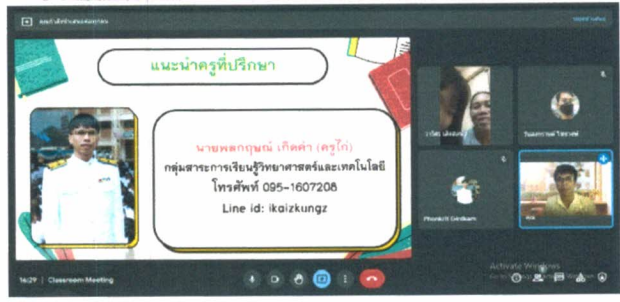 แนะนำครูที่ปรึกษา
นายพลกฤษณ์ เกิดคำ (ครูไก่)
กลุ่มสาระการเรียนรู้วิทยาศาสตร์และเทคโนโลยี
โทรศัพท์ 095-1607208
Line id: ikaizkungz
16:29 | Classroom Meeting
Activate Windows